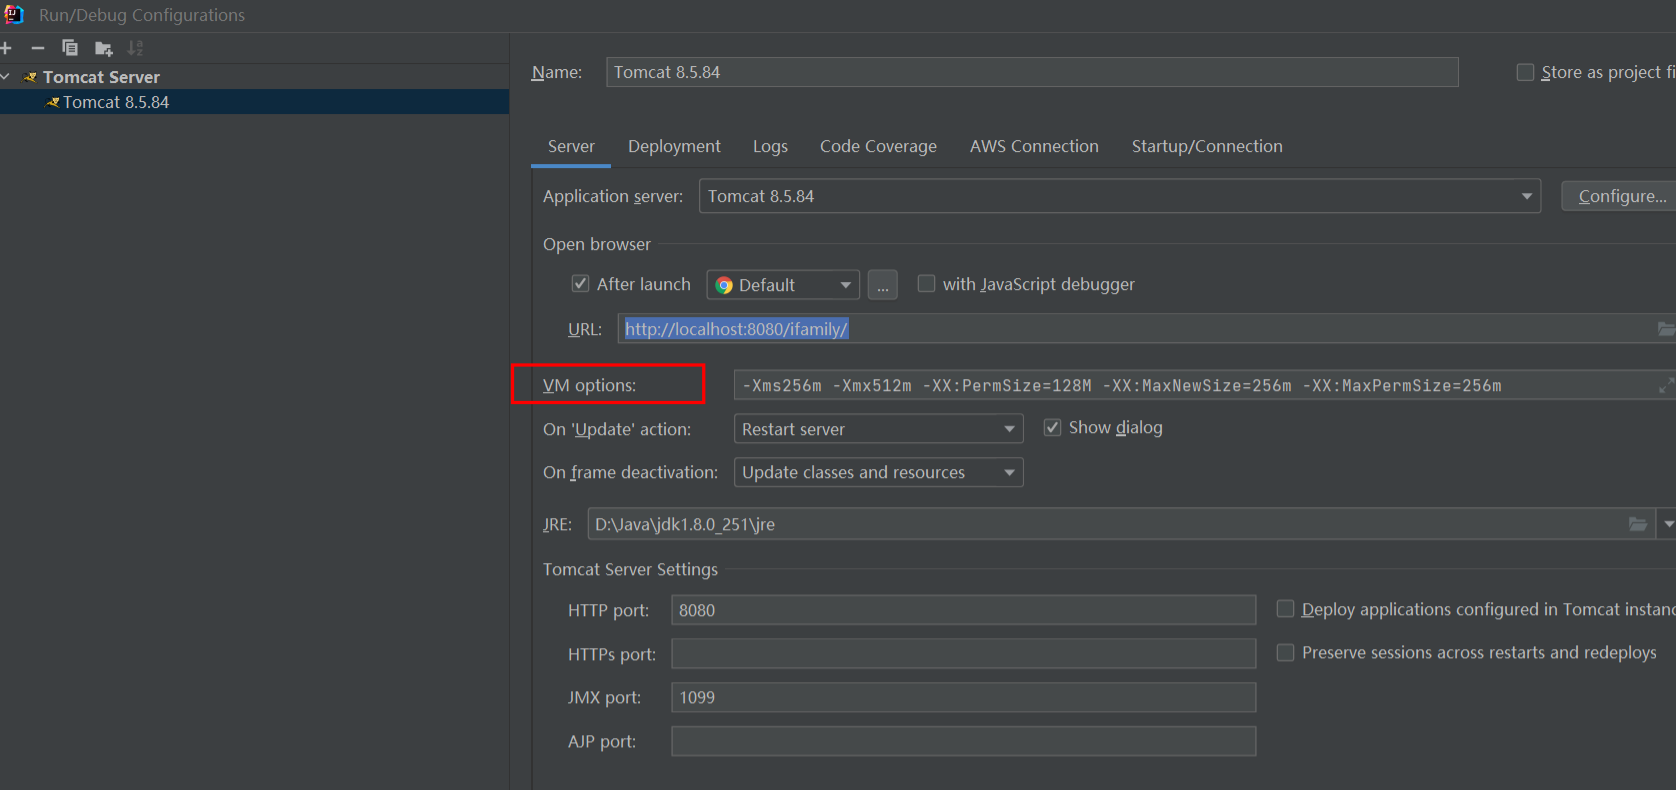 Run/Debug Configurations
Tomcat Server
Tomcat 8.5.84
Name: Tomcat 8.5.84 Store as project fi
Server Deployment Logs Code Coverage AWS Connection Startup/Connection
Application server: Tomcat 8.5.84 Configure...
Open browser
After launch Default ... with JavaScript debugger
URL: http://localhost:8080/ifamily/
VM options: -Xms256m -Xmx512m -XX:PermSize=128M -XX:MaxNewSize=256m -XX:MaxPermSize=256m
On 'Update' action: Restart server Show dialog
On frame deactivation: Update classes and resources
JRE: D:\Java\jdk1.8.0_251\jre
Tomcat Server Settings
HTTP port: 8080 Deploy applications configured in Tomcat instanc
HTTPs port: Preserve sessions across restarts and redeploys
JMX port: 1099
AJP port: